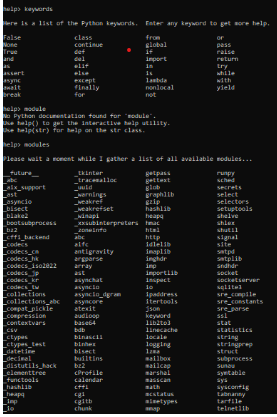 help> keywords
Here is a list of the Python keywords.  Enter any keyword to get more help.
False class from or
None continue global pass
True def if raise
and del import return
as elif in try
assert else is while
async except lambda with
await finally nonlocal yield
break for not
help> module
No Python documentation found for 'module'.
Use help() to get the interactive help utility.
Use help(str) for help on the str class.
help> modules
Please wait a moment while I gather a list of all available modules...
__future__ _tkinter getpass runpy
_abc _tracemalloc gettext sched
_aix_support _uuid glob secrets
_ast _warnings graphlib select
_asyncio _weakref gzip selectors
_bisect _weakrefset hashlib setuptools
_blake2 _winapi heapq shelve
_bootsubprocess _xxsubinterpreters hmac shlex
_bz2 _zoneinfo html shutil
_cffi_backend abc http signal
_codecs aifc idlelib site
_codecs_cn antigravity imaplib smtpd
_codecs_hk argparse imghdr smtplib
_codecs_iso2022 array imp sndhdr
_codecs_jp ast importlib socket
_codecs_kr asynchat inspect socketserver
_codecs_tw asyncio io sqlite3
_collections asyncio_dgram ipaddress sre_compile
_collections_abc asyncore itertools sre_constants
_compat_pickle atexit json sre_parse
_compression audioop keyword ssl
_contextvars base64 lib2to3 stat
_csv bdb linecache statistics
_ctypes binascii locale string
_ctypes_test binhex logging stringprep
_datetime bisect lzma struct
_decimal builtins mailbox subprocess
_distutils_hack bz2 mailcap sunau
_elementtree cProfile marshal symtable
_functools calendar masscan sys
_hashlib cffi math sysconfig
_heapq cgi mimetypes tabnanny
_imp cgitb tarfile
_io chunk mmap telnetlib